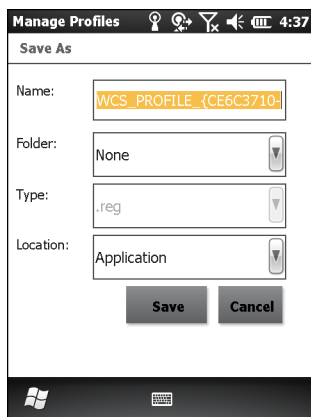 Manage Profiles 4:37
Save As
Name: WCS_PROFILE_{CE6C3710-
Folder: None
Type: .reg
Location: Application
Save Cancel